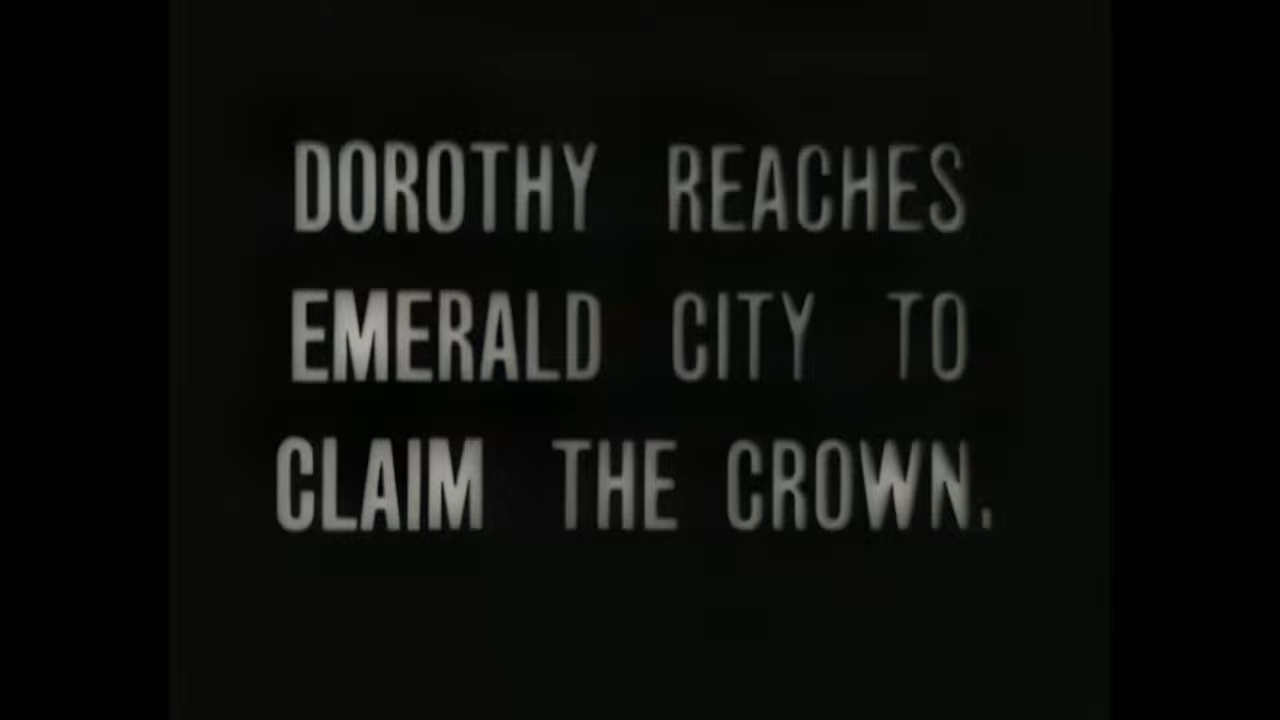 DOROTHY REACHES
EMERALD CITY TO
CLAIM THE CROWN.